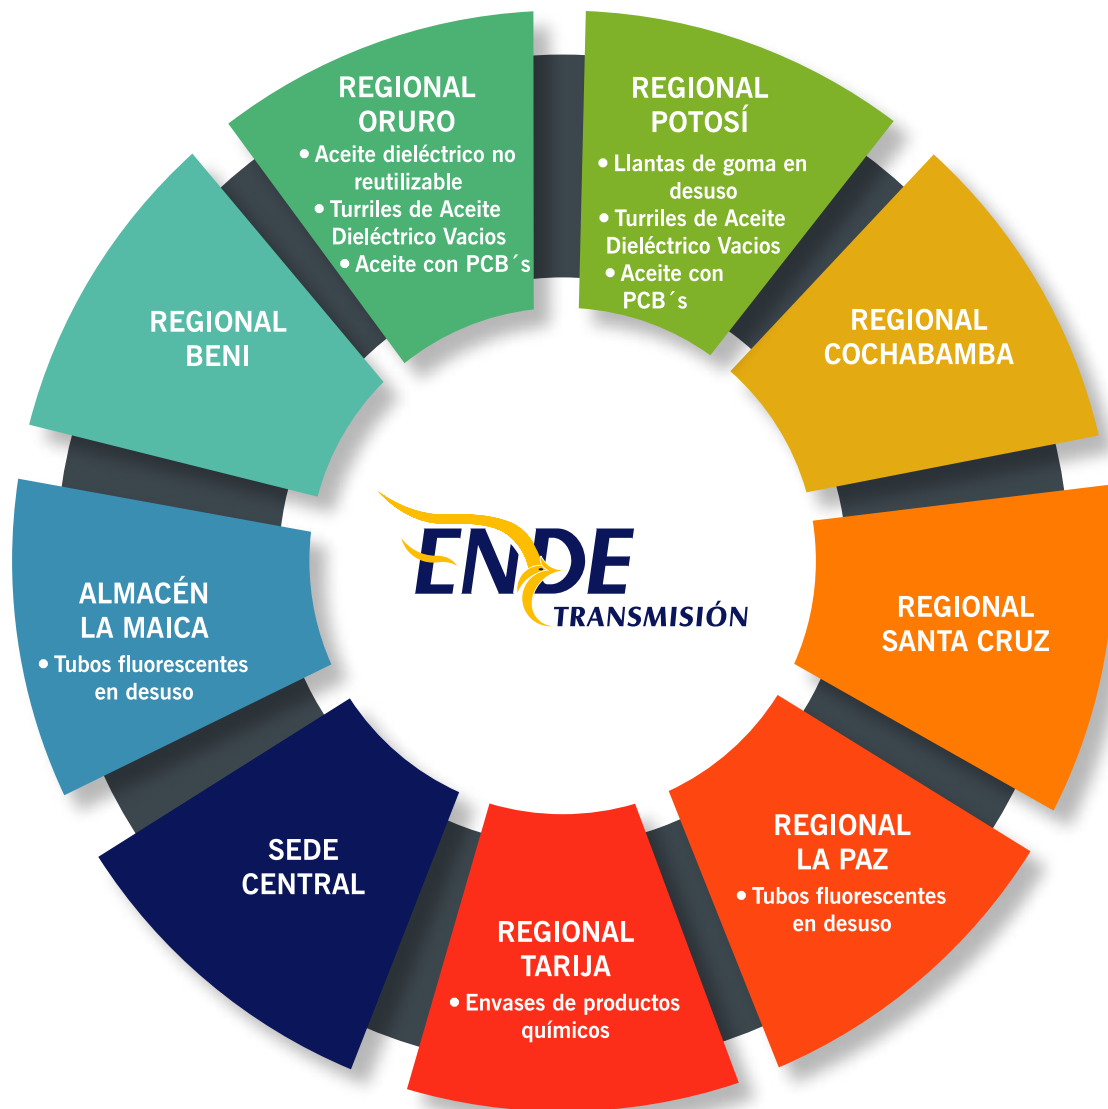 REGIONAL
ORURO
• Aceite dieléctrico no
reutilizable
• Turriles de Aceite
Dieléctrico Vacios
• Aceite con PCB´s
REGIONAL
POTOSÍ
• Llantas de goma en
desuso
• Turriles de Aceite
Dieléctrico Vacios
• Aceite con
PCB´s
REGIONAL
COCHABAMBA
REGIONAL
SANTA CRUZ
REGIONAL
LA PAZ
• Tubos fluorescentes
en desuso
REGIONAL
TARIJA
• Envases de productos
químicos
SEDE
CENTRAL
ALMACÉN
LA MAICA
• Tubos fluorescentes
en desuso
REGIONAL
BENI
ENDE
TRANSMISIÓN